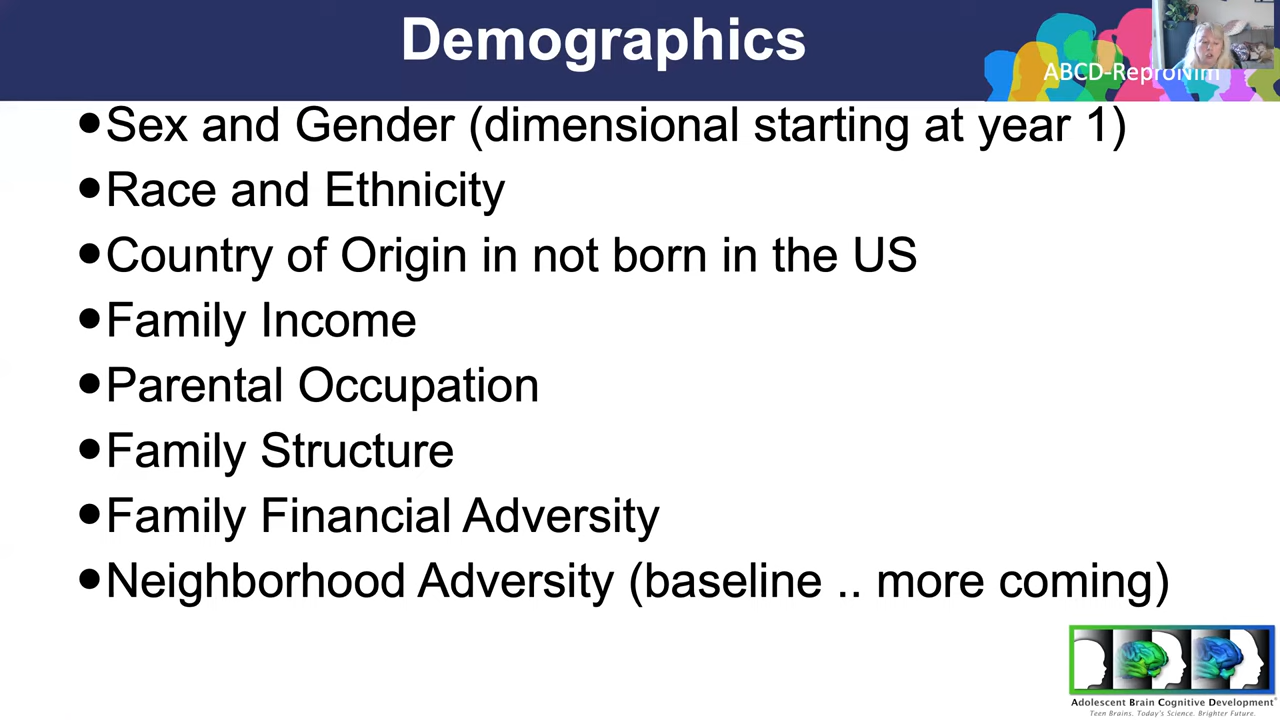 Demographics
ABCD-ReproNim
●Sex and Gender (dimensional starting at year 1)
●Race and Ethnicity
●Country of Origin in not born in the US
●Family Income
●Parental Occupation
●Family Structure
●Family Financial Adversity
●Neighborhood Adversity (baseline .. more coming)
Adolescent Brain Cognitive Development
Teen Brains. Today's Science. Brighter Future.